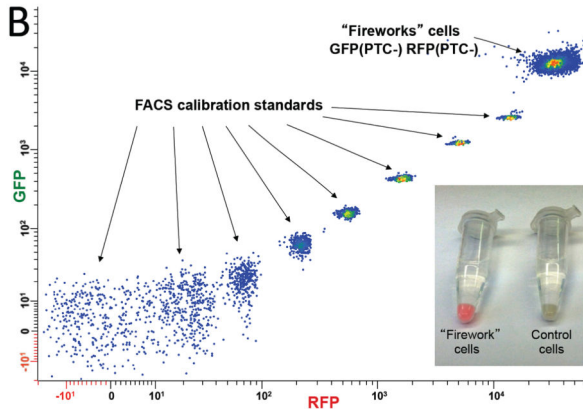 B
“Fireworks” cells
GFP(PTC-) RFP(PTC-)
FACS calibration standards
GFP
10⁴
10³
10²
10¹
0
-10¹
-10¹ 0 10¹ 10² 10³ 10⁴
RFP
“Firework”
cells
Control
cells